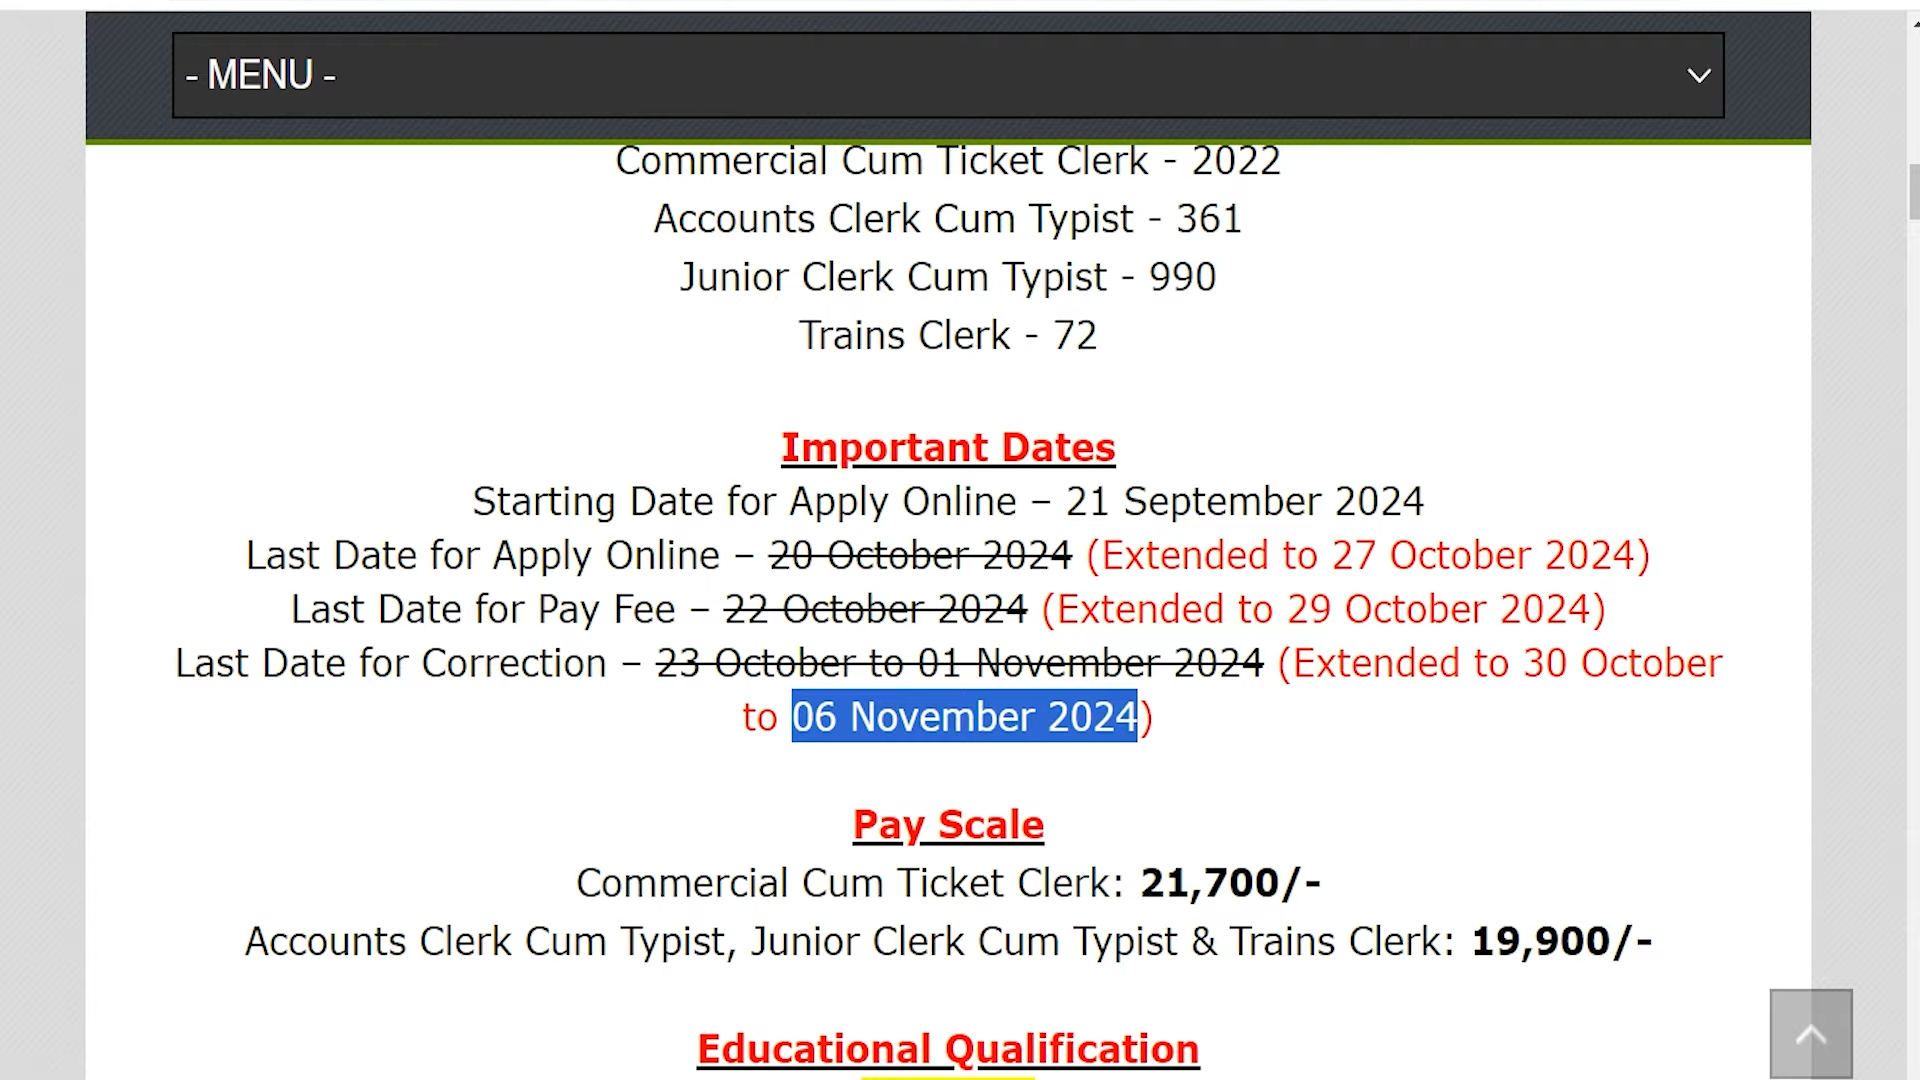 - MENU -
Commercial Cum Ticket Clerk - 2022
Accounts Clerk Cum Typist - 361
Junior Clerk Cum Typist - 990
Trains Clerk - 72
Important Dates
Starting Date for Apply Online – 21 September 2024
Last Date for Apply Online – 20 October 2024 (Extended to 27 October 2024)
Last Date for Pay Fee – 22 October 2024 (Extended to 29 October 2024)
Last Date for Correction – 23 October to 01 November 2024 (Extended to 30 October
to 06 November 2024)
Pay Scale
Commercial Cum Ticket Clerk: 21,700/-
Accounts Clerk Cum Typist, Junior Clerk Cum Typist & Trains Clerk: 19,900/-
Educational Qualification